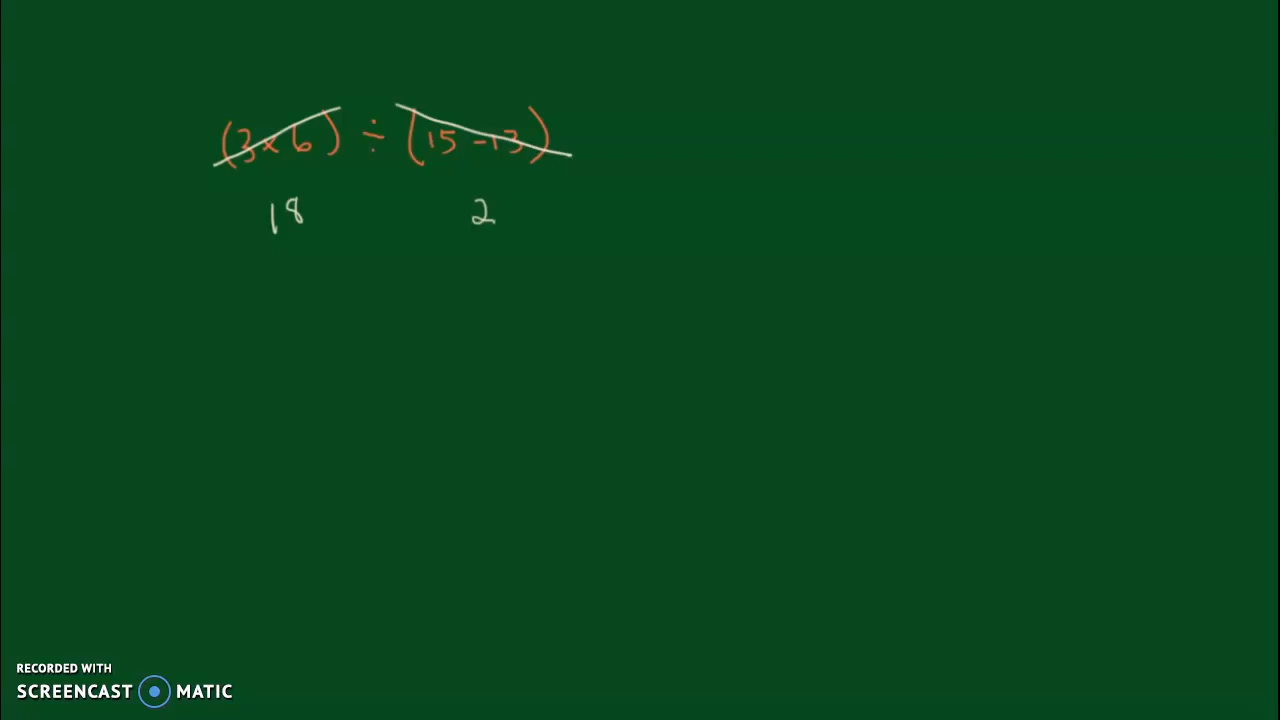 (3 × 6) ÷ (15 - 13)
18 2
RECORDED WITH
SCREENCAST MATIC